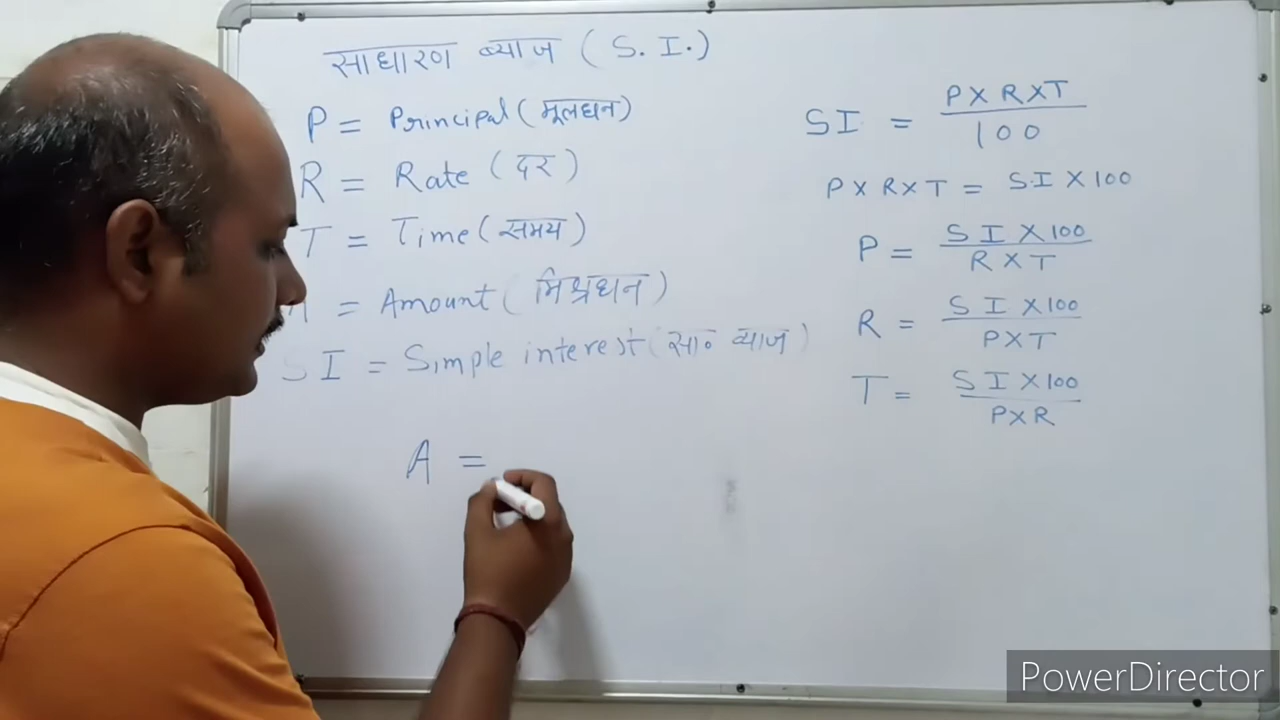 साधारण ब्याज ( S. I. )
P = Principal ( मूलधन )
R = Rate ( दर )
T = Time ( समय )
A = Amount ( मिश्रधन )
S I = Simple interest ( सा० ब्याज )
A =
SI = P X R X T / 100
P X R X T = S.I X 100
P = S I X 100 / R X T
R = S I X 100 / P X T
T = S I X 100 / P X R
PowerDirector